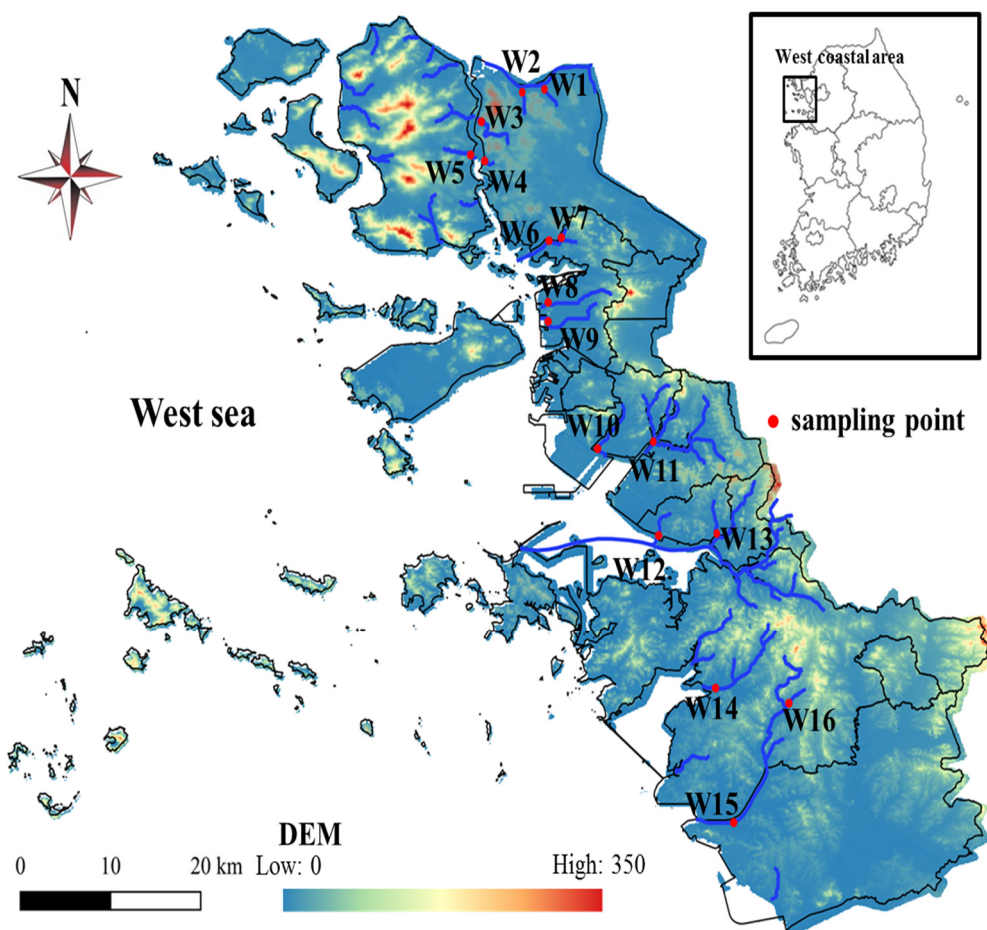 West coastal area
N
W2
W1
W3
W5
W4
W7
W6
W8
W9
West sea
sampling point
W10
W11
W13
W12
W14
W16
W15
DEM
0 10 20 km
Low: 0 High: 350